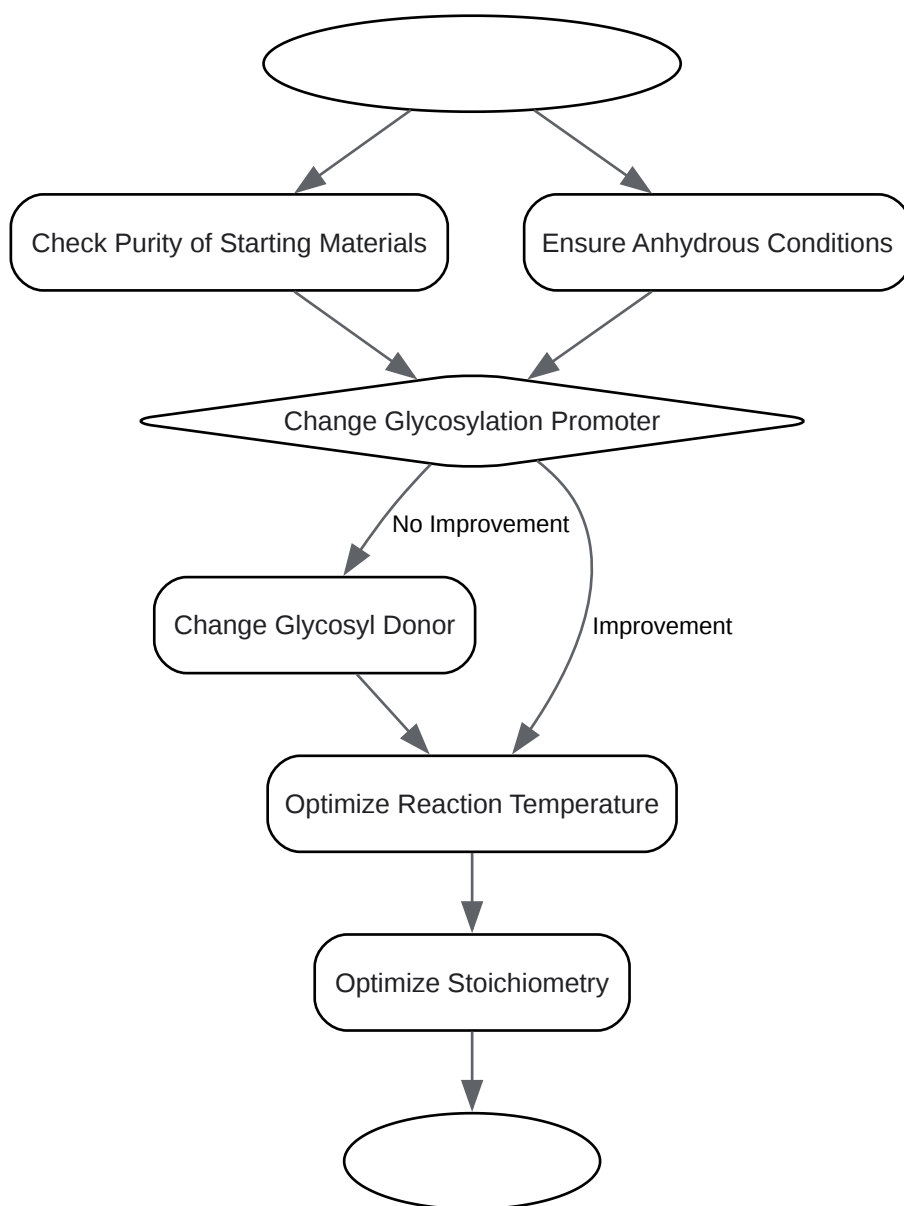 Check Purity of Starting Materials
Ensure Anhydrous Conditions
Change Glycosylation Promoter
No Improvement
Change Glycosyl Donor
Improvement
Optimize Reaction Temperature
Optimize Stoichiometry